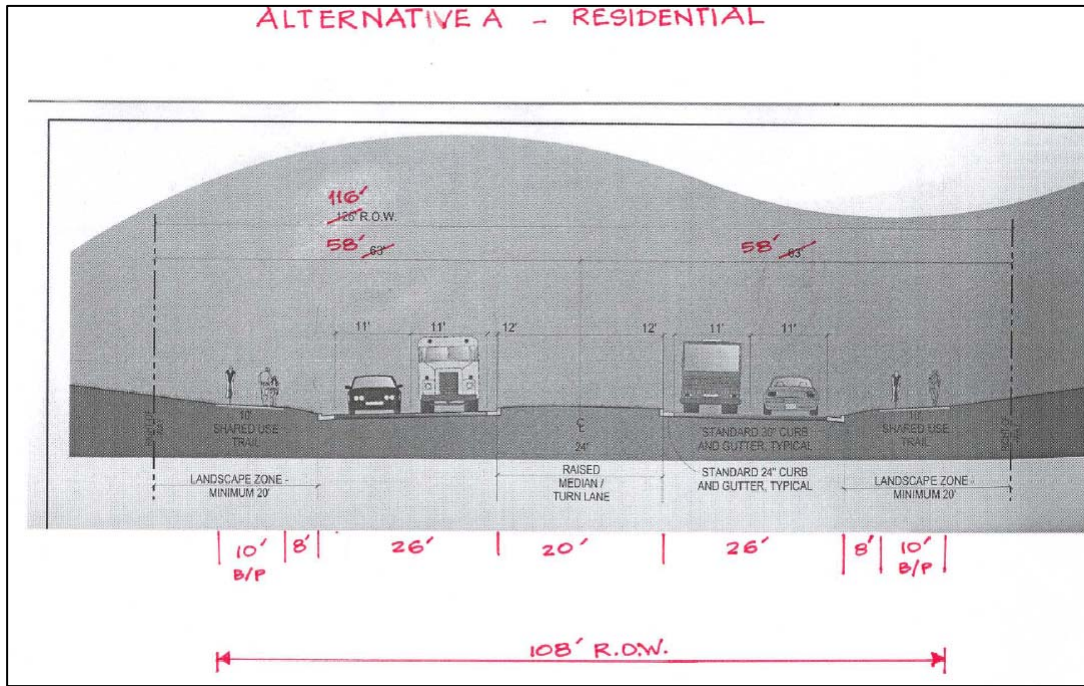 ALTERNATIVE A - RESIDENTIAL
116'
126' R.O.W.
58' 63'
58' 63'
11' 11' 12' 12' 11' 11'
10'
SHARED USE
TRAIL
24"
STANDARD 30" CURB
AND GUTTER, TYPICAL
10'
SHARED USE
TRAIL
LANDSCAPE ZONE -
MINIMUM 20'
RAISED
MEDIAN /
TURN LANE
STANDARD 24" CURB
AND GUTTER, TYPICAL
LANDSCAPE ZONE -
MINIMUM 20'
10' 8' 26' 20' 26' 8' 10'
B/P B/P
108' R.O.W.